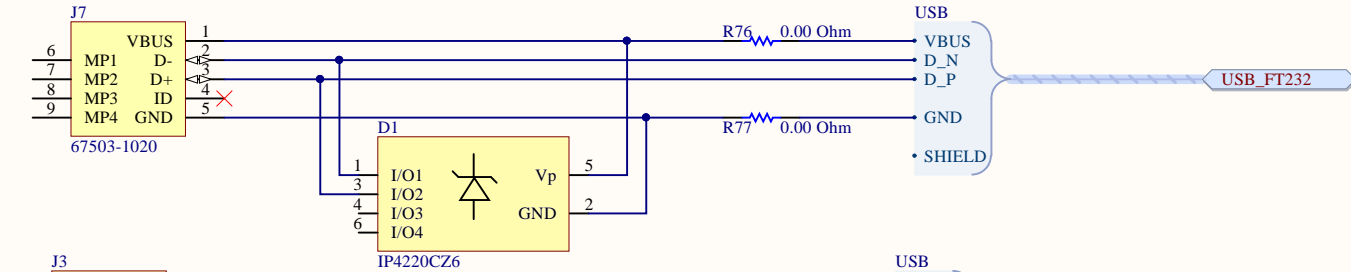 J7
USB
VBUS 1 R76 0.00 Ohm VBUS
6 MP1 D- 2 D_N
7 MP2 D+ 3 D_P USB_FT232
8 MP3 ID 4
9 MP4 GND 5 R77 0.00 Ohm GND
67503-1020
D1
SHIELD
1 I/O1 Vp 5
3 I/O2
4 I/O3 GND 2
6 I/O4
IP4220CZ6
J3
USB